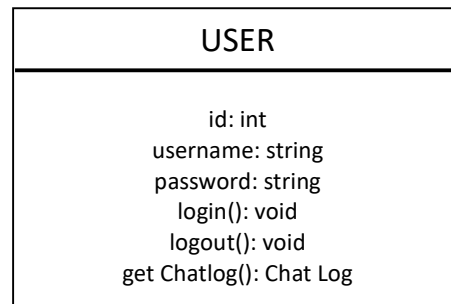 USER
id: int
username: string
password: string
login(): void
logout(): void
get Chatlog(): Chat Log